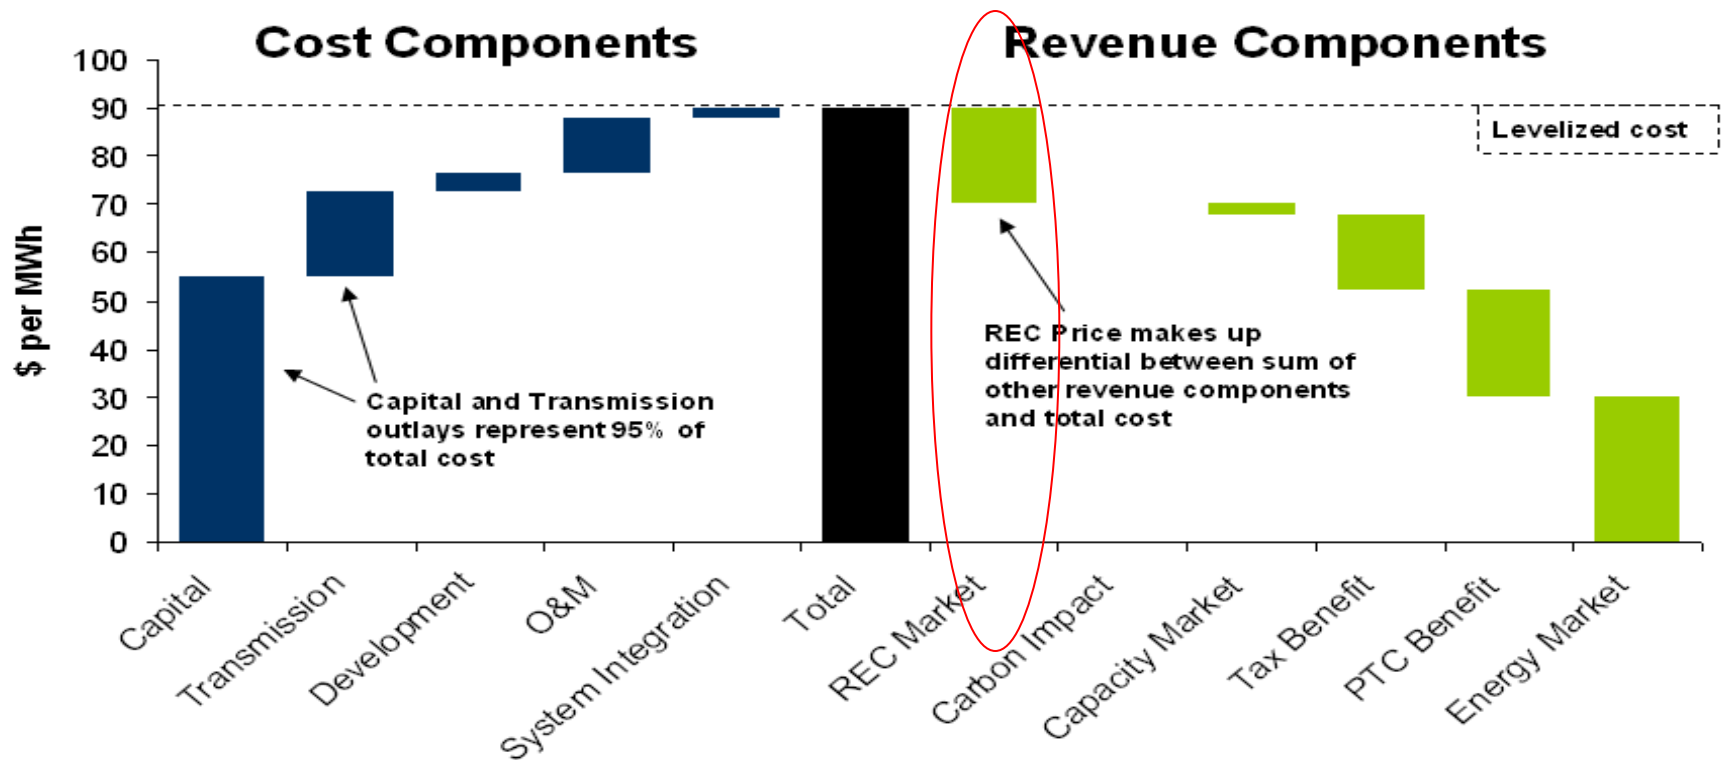 Cost Components
Revenue Components
100
90
80
70
60
50
40
30
20
10
0
$ per MWh
Levelized cost
Capital and Transmission
outlays represent 95% of
total cost
REC Price makes up
differential between sum of
other revenue components
and total cost
Capital
Transmission
Development
O&M
System Integration
Total
REC Market
Carbon Impact
Capacity Market
Tax Benefit
PTC Benefit
Energy Market